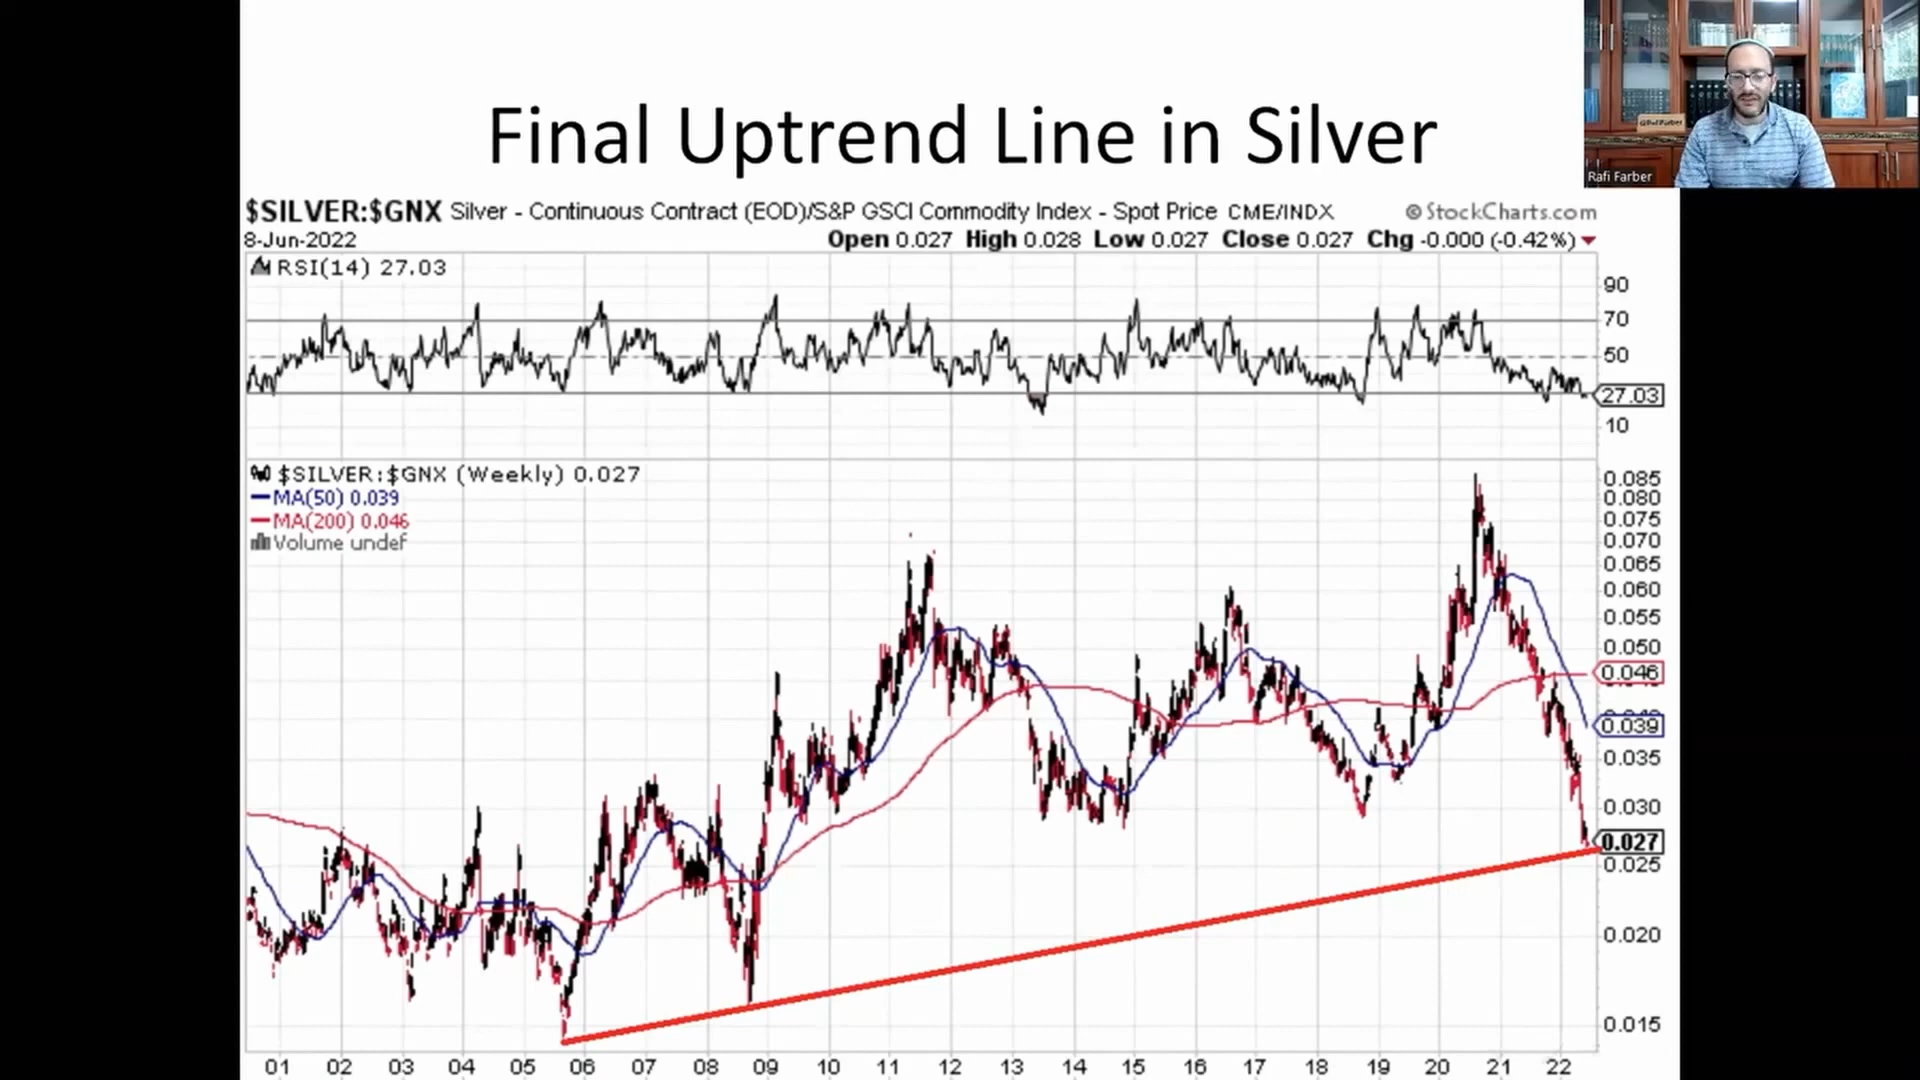 Final Uptrend Line in Silver
Rafi Farber
$SILVER:$GNX Silver - Continuous Contract (EOD)/S&P GSCI Commodity Index - Spot Price CME/INDX © StockCharts.com
8-Jun-2022 Open 0.027 High 0.028 Low 0.027 Close 0.027 Chg -0.000 (-0.42%)
RSI(14) 27.03
90
70
50
27.03
10
$SILVER:$GNX (Weekly) 0.027
MA(50) 0.039
MA(200) 0.046
Volume undef
0.085
0.080
0.075
0.070
0.065
0.060
0.055
0.050
0.046
0.039
0.035
0.030
0.027
0.025
0.020
0.015
01 02 03 04 05 06 07 08 09 10 11 12 13 14 15 16 17 18 19 20 21 22